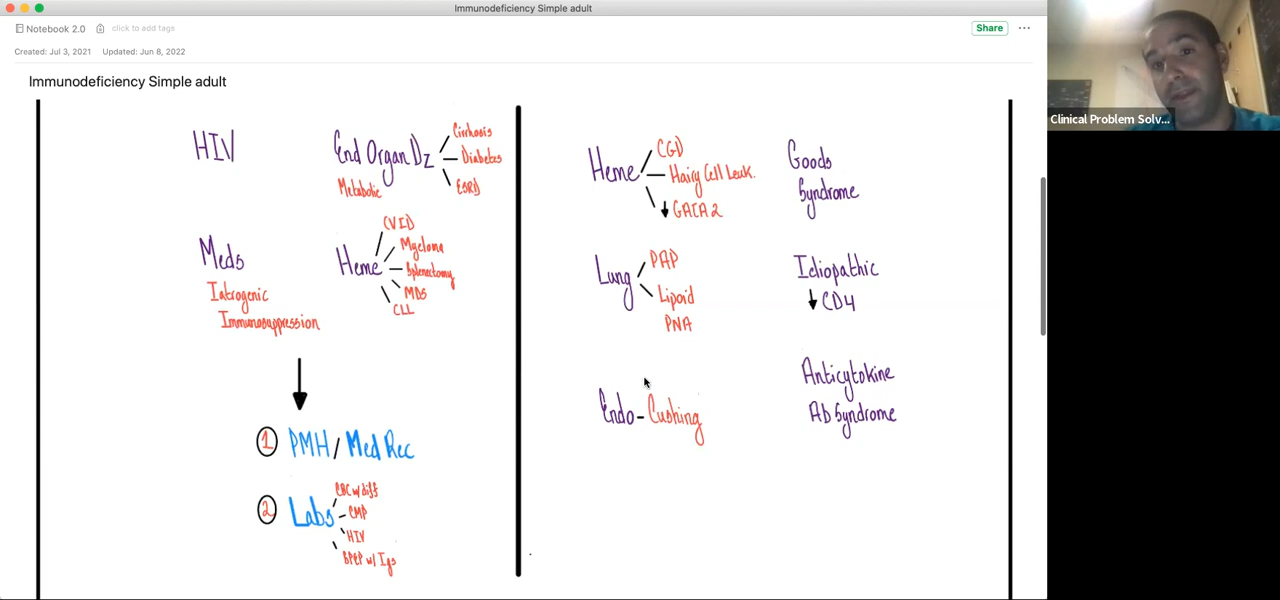 Immunodeficiency Simple adult
Notebook 2.0
click to add tags
Share
Created: Jul 3, 2021
Updated: Jun 8, 2022
Immunodeficiency Simple adult
HIV
End Organ Dz
Metabolic
Cirrhosis
Diabetes
ESRD
Meds
Iatrogenic
Immunosuppression
Heme
CVID
Myeloma
Splenectomy
MDS
CLL
① PMH / Med Rec
② Labs
CBC w/ diff
CMP
HIV
SPEP w/ Igs
Heme
CGD
Hairy Cell Leuk.
↓ GATA 2
Lung
PAP
Lipoid
PNA
Endo - Cushing
Goods
Syndrome
Idiopathic
↓ CD4
Anticytokine
Ab Syndrome
Clinical Problem Solv...